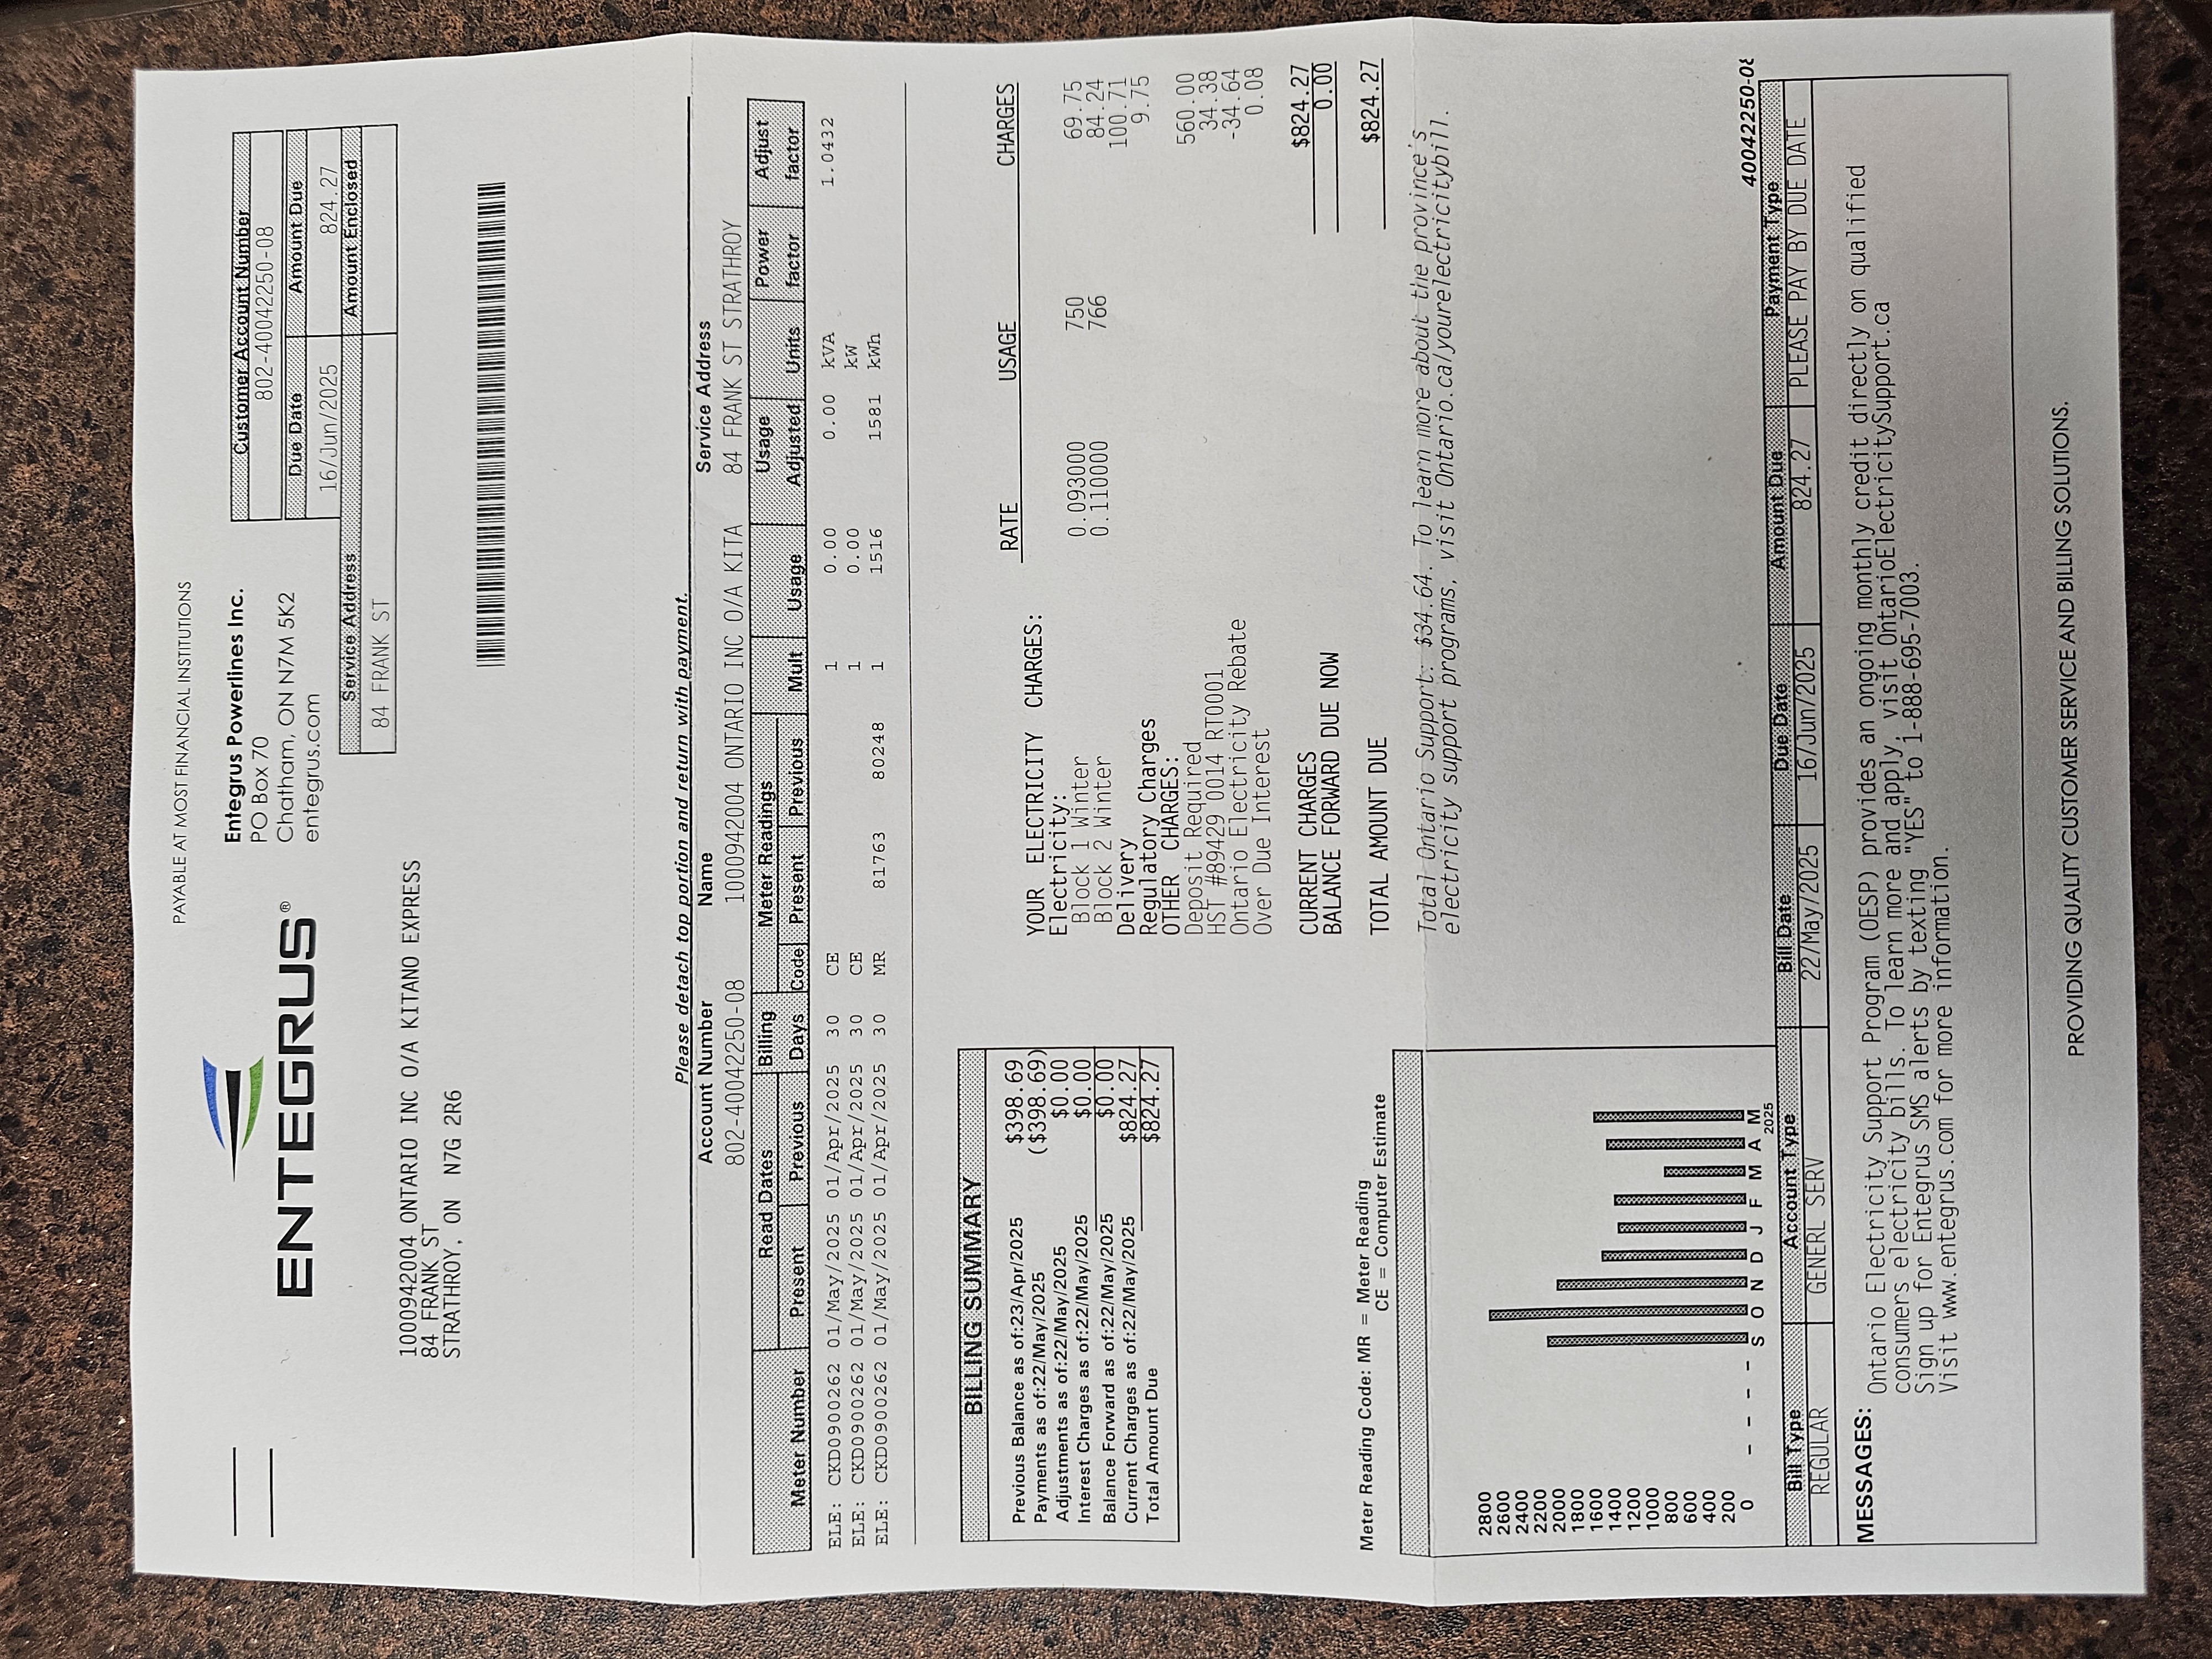 PAYABLE AT MOST FINANCIAL INSTITUTIONS
ENTEGRUS®
Entegrus Powerlines Inc.
PO Box 70
Chatham, ON N7M 5K2
entegrus.com
Customer Account Number
802-40042250-08
Due Date Amount Due
16/Jun/2025 824.27
Service Address Amount Enclosed
84 FRANK ST
1000942004 ONTARIO INC O/A KITANO EXPRESS
84 FRANK ST
STRATHROY, ON N7G 2R6
Please detach top portion and return with payment.
Account Number Name Service Address
802-40042250-08 1000942004 ONTARIO INC O/A KITA 84 FRANK ST STRATHROY
Read Dates Billing Meter Readings Usage Power Adjust
Meter Number Present Previous Days Code Present Previous Mult Usage Adjusted Units factor factor
ELE: CKD0900262 01/May/2025 01/Apr/2025 30 CE 1 0.00 0.00 kVA 1.0432
ELE: CKD0900262 01/May/2025 01/Apr/2025 30 CE 1 0.00 kW
ELE: CKD0900262 01/May/2025 01/Apr/2025 30 MR 81763 80248 1 1516 1581 kWh
BILLING SUMMARY
Previous Balance as of:23/Apr/2025 $398.69
Payments as of:22/May/2025 ($398.69)
Adjustments as of:22/May/2025 $0.00
Interest Charges as of:22/May/2025 $0.00
Balance Forward as of:22/May/2025 $0.00
Current Charges as of:22/May/2025 $824.27
Total Amount Due $824.27
RATE USAGE CHARGES
YOUR ELECTRICITY CHARGES:
Electricity:
Block 1 Winter 0.093000 750 69.75
Block 2 Winter 0.110000 766 84.24
Delivery 100.71
Regulatory Charges 9.75
OTHER CHARGES:
Deposit Required 560.00
HST #89429 0014 RT0001 34.38
Ontario Electricity Rebate -34.64
Over Due Interest 0.08
CURRENT CHARGES $824.27
BALANCE FORWARD DUE NOW 0.00
TOTAL AMOUNT DUE $824.27
Total Ontario Support: $34.64. To learn more about the province's
electricity support programs, visit Ontario.ca/yourelectricitybill.
Meter Reading Code: MR = Meter Reading
CE = Computer Estimate
2800
2600
2400
2200
2000
1800
1600
1400
1200
1000
800
600
400
200
0
S O N D J F M A M
2025
40042250-08
Bill Type Account Type Bill Date Due Date Amount Due Payment Type
REGULAR GENERL SERV 22/May/2025 16/Jun/2025 824.27 PLEASE PAY BY DUE DATE
MESSAGES: Ontario Electricity Support Program (OESP) provides an ongoing monthly credit directly on qualified
consumers electricity bills. To learn more and apply, visit OntarioElectricitySupport.ca
Sign up for Entegrus SMS alerts by texting "YES" to 1-888-695-7003.
Visit www.entegrus.com for more information.
PROVIDING QUALITY CUSTOMER SERVICE AND BILLING SOLUTIONS.